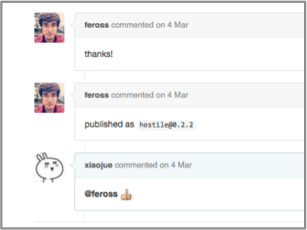 feross commented on 4 Mar
thanks!
feross commented on 4 Mar
published as hostile@0.2.2
xiaojue commented on 4 Mar
@feross 👍